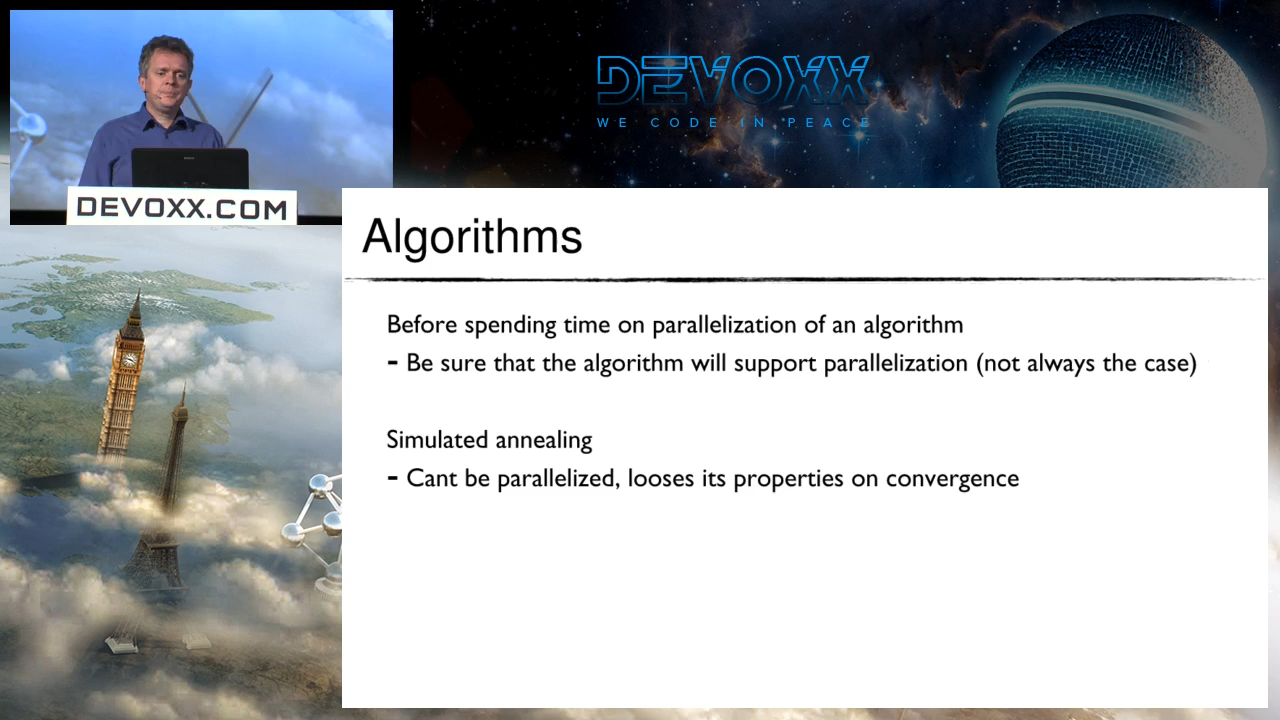 DEVOXX
WE CODE IN PEACE
DEVOXX.COM
Algorithms
Before spending time on parallelization of an algorithm
- Be sure that the algorithm will support parallelization (not always the case)
Simulated annealing
- Cant be parallelized, looses its properties on convergence